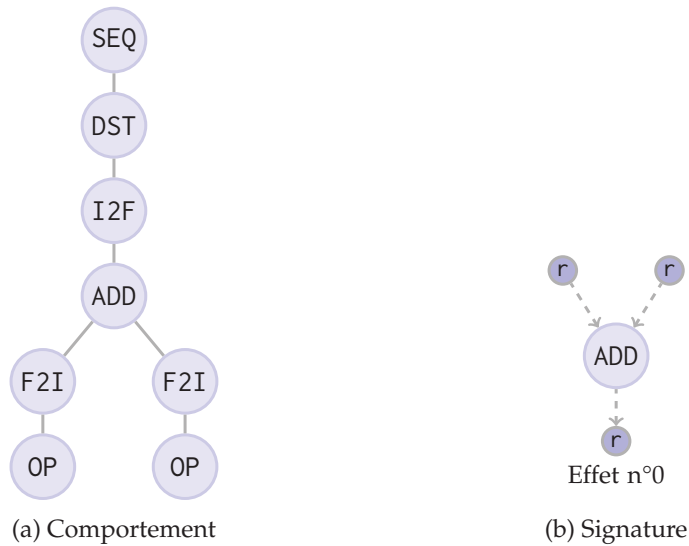 SEQ
DST
I2F
ADD
F2I F2I
OP OP
(a) Comportement
r r
ADD
r
Effet n°0
(b) Signature